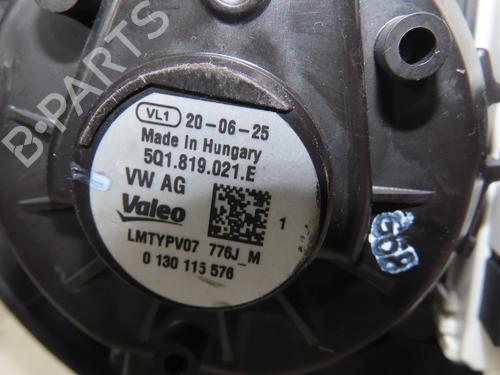 B-PARTS
VL1 20-06-25
Made in Hungary
5Q1.819.021.E
VW AG
Valeo
1
LMTYPV07 776J_M
0 130 115 576